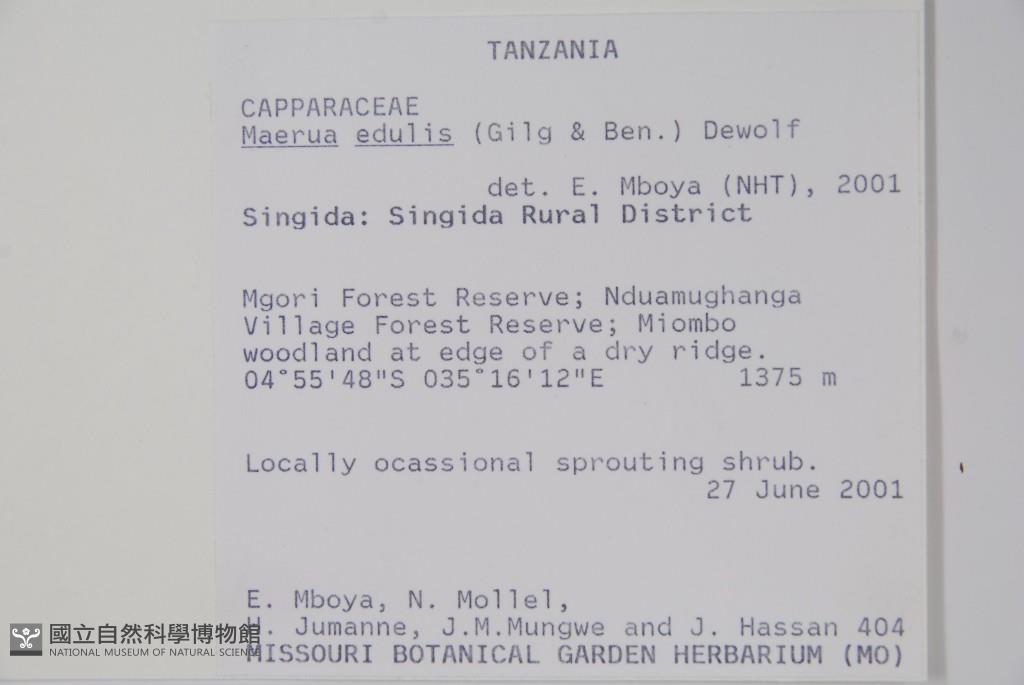 TANZANIA
CAPPARACEAE
Maerua edulis (Gilg & Ben.) Dewolf
det. E. Mboya (NHT), 2001
Singida: Singida Rural District
Mgori Forest Reserve; Nduamughanga
Village Forest Reserve; Miombo
woodland at edge of a dry ridge.
04°55'48"S 035°16'12"E 1375 m
Locally ocassional sprouting shrub.
27 June 2001
E. Mboya, N. Mollel,
H. Jumanne, J.M.Mungwe and J. Hassan 404
MISSOURI BOTANICAL GARDEN HERBARIUM (MO)
國立自然科學博物館
NATIONAL MUSEUM OF NATURAL SCIENCE